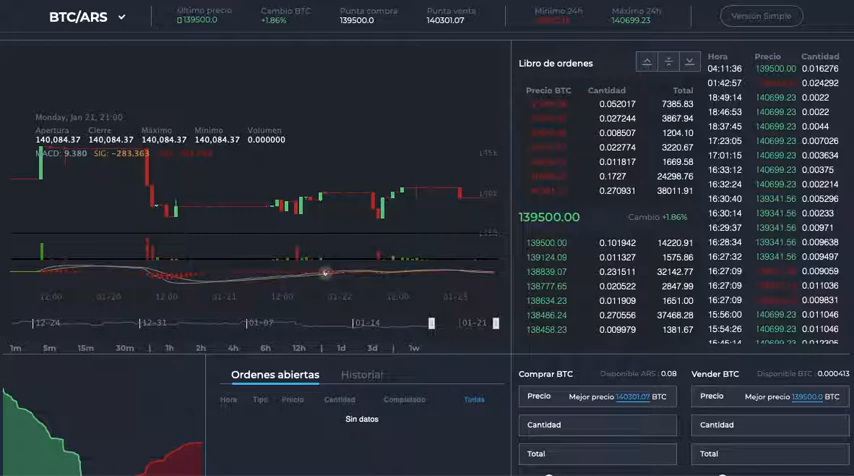 BTC/ARS
Último precio
139500.0
Cambio BTC
+1.86%
Punta compra
139500.0
Punta venta
140301.07
Mínimo 24h
Máximo 24h
140699.23
Versión Simple
Monday, Jan 21, 21:00
Apertura Cierre Máximo Mínimo Volumen
140,084.37 140,084.37 140,084.37 140,084.37 0.000000
MACD: 9.380 SIG: −283.363
12:00 01-20 12:00 01-21 01-22 01-23
12-24 12-31 01-07 01-14 01-21
1m 5m 15m 30m | 1h 2h 4h 6h 12h | 1d 3d | 1w
Libro de ordenes
Precio BTC Cantidad Total
0.052017 7385.83
0.027244 3867.94
0.008507 1204.10
0.022774 3220.67
0.011817 1669.58
0.1727 24298.76
0.270931 38011.91
139500.00 Cambio +1.86%
139500.00 0.101942 14220.91
139124.09 0.011327 1575.86
138839.07 0.231511 32142.77
138777.65 0.020522 2847.99
138634.23 0.011909 1651.00
138486.24 0.270556 37468.28
138458.23 0.009979 1381.67
Hora Precio Cantidad
04:11:36 139500.00 0.016276
01:42:57 0.024292
18:49:14 140699.23 0.0022
18:46:53 140699.23 0.0022
18:37:45 140699.23 0.0044
17:23:05 140699.23 0.007026
17:01:15 140699.23 0.003634
16:33:12 140699.23 0.00375
16:32:24 140699.23 0.002214
16:30:40 139341.56 0.005296
16:30:14 139341.56 0.00233
16:29:37 139341.56 0.00971
16:28:34 139341.56 0.009638
16:27:32 139341.56 0.009497
16:27:09 0.009059
16:27:09 0.011036
16:27:09 0.009831
15:56:00 140699.23 0.011046
15:54:26 140699.23 0.011046
15:45:14 140699.23 0.012305
Ordenes abiertas Historial
Hora Tipo Precio Cantidad Completado Todas
Sin datos
Comprar BTC Disponible ARS : 0.08
Precio Mejor precio 140301.07 BTC
Cantidad
Total
Vender BTC Disponible BTC : 0.000413
Precio Mejor precio 139500.0 BTC
Cantidad
Total